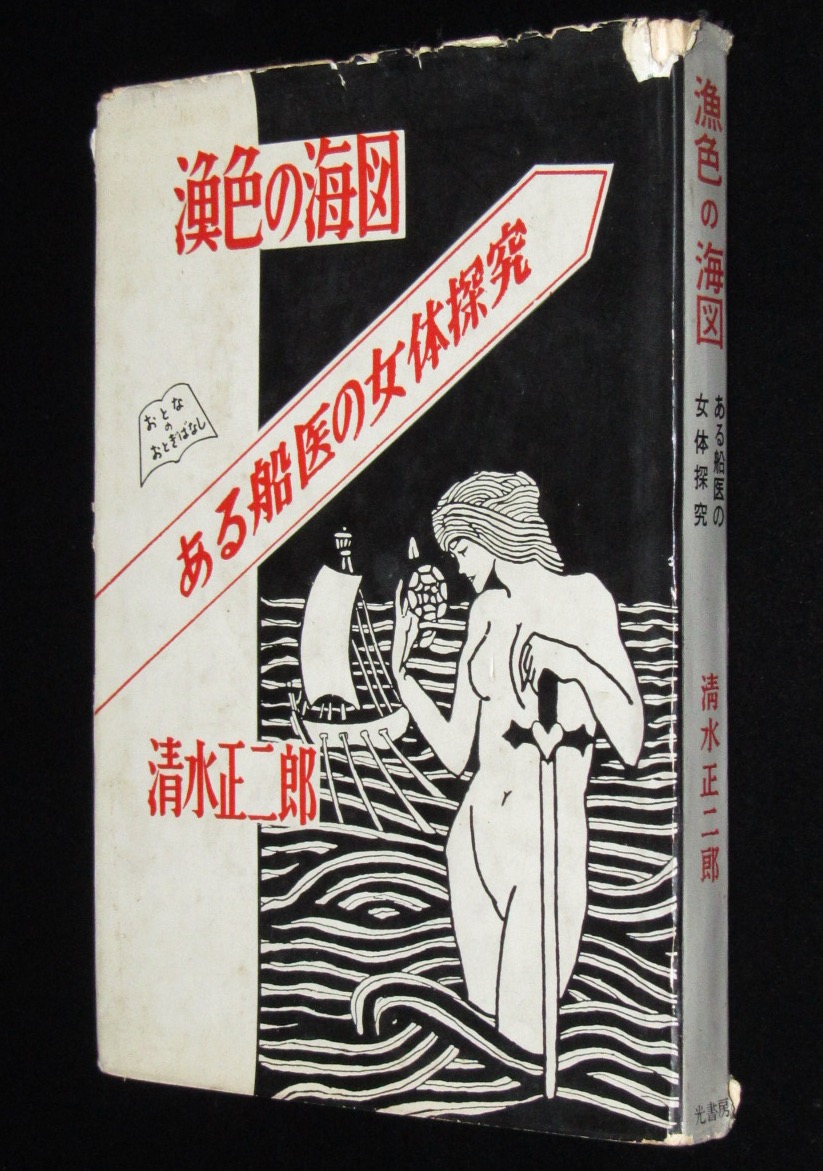 漁色の海図
ある船医の女体探究
おとな
の
おとぎばなし
清水正二郎
漁色の海図
ある船医の
女体探究
清水正二郎
光書房